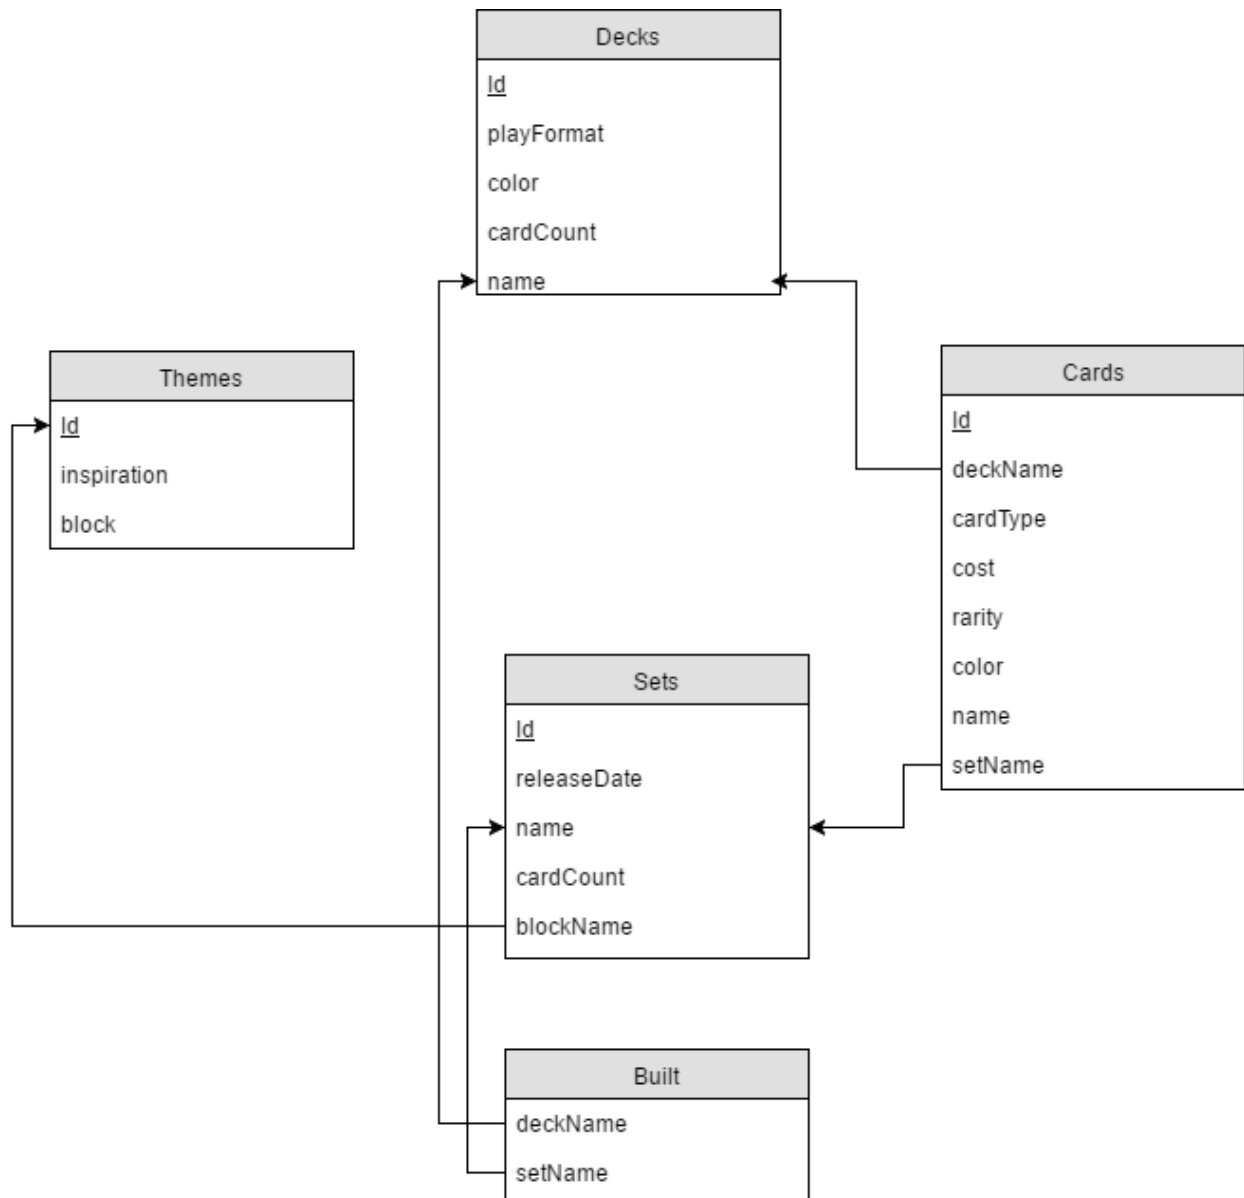 Decks
Id
playFormat
color
cardCount
name
Themes
Id
inspiration
block
Cards
Id
deckName
cardType
cost
rarity
color
name
setName
Sets
Id
releaseDate
name
cardCount
blockName
Built
deckName
setName